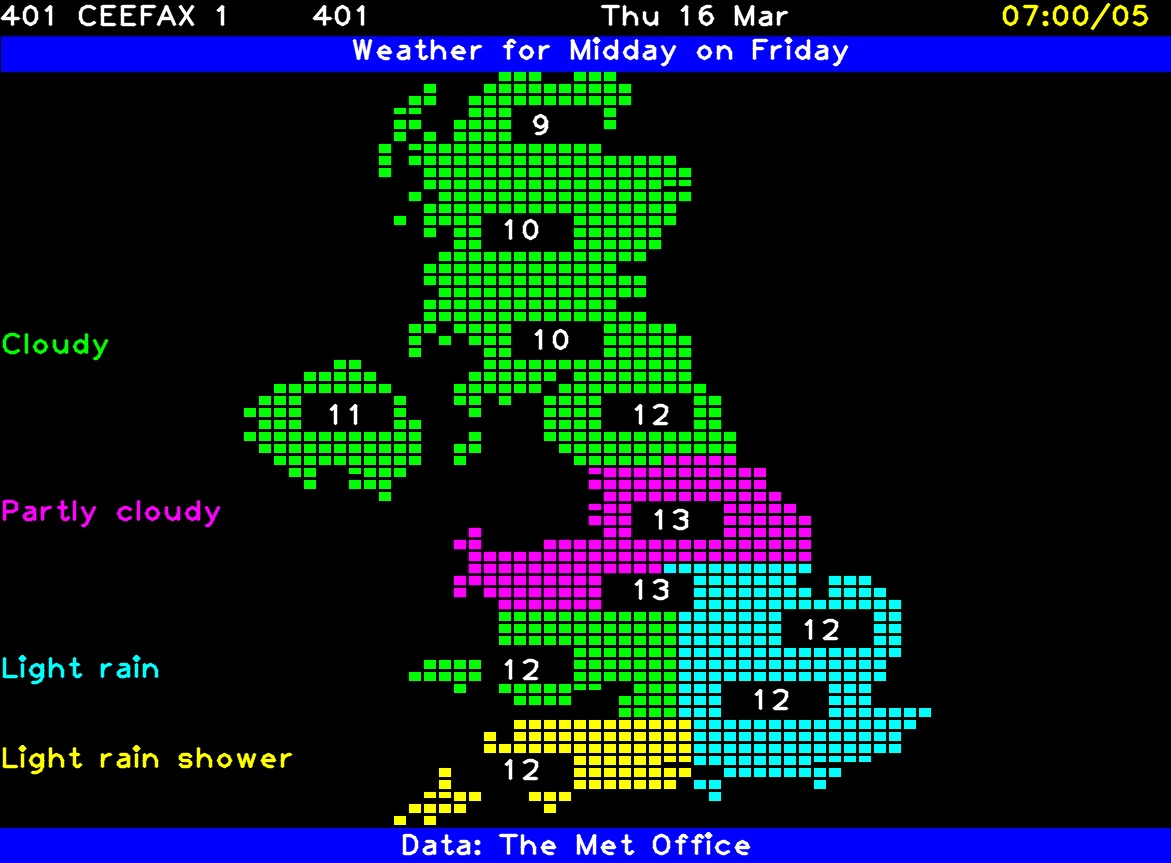 401 CEEFAX 1 401 Thu 16 Mar 07:00/05
Weather for Midday on Friday
9
10
10
Cloudy
11 12
Partly cloudy
13
13
12
Light rain
12
12
Light rain shower
12
Data: The Met Office